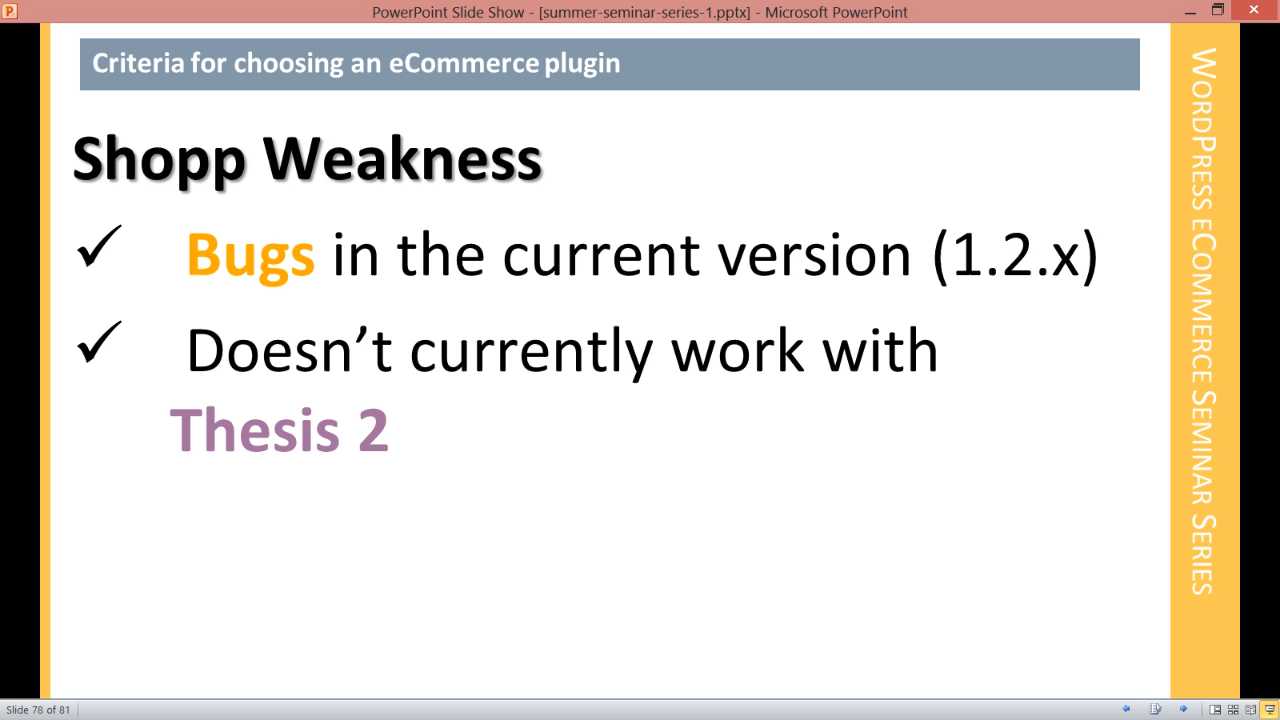 PowerPoint Slide Show - [summer-seminar-series-1.pptx] - Microsoft PowerPoint
Criteria for choosing an eCommerce plugin
Shopp Weakness
✓ Bugs in the current version (1.2.x)
✓ Doesn’t currently work with
Thesis 2
WORDPRESS ECOMMERCE SEMINAR SERIES
Slide 78 of 81